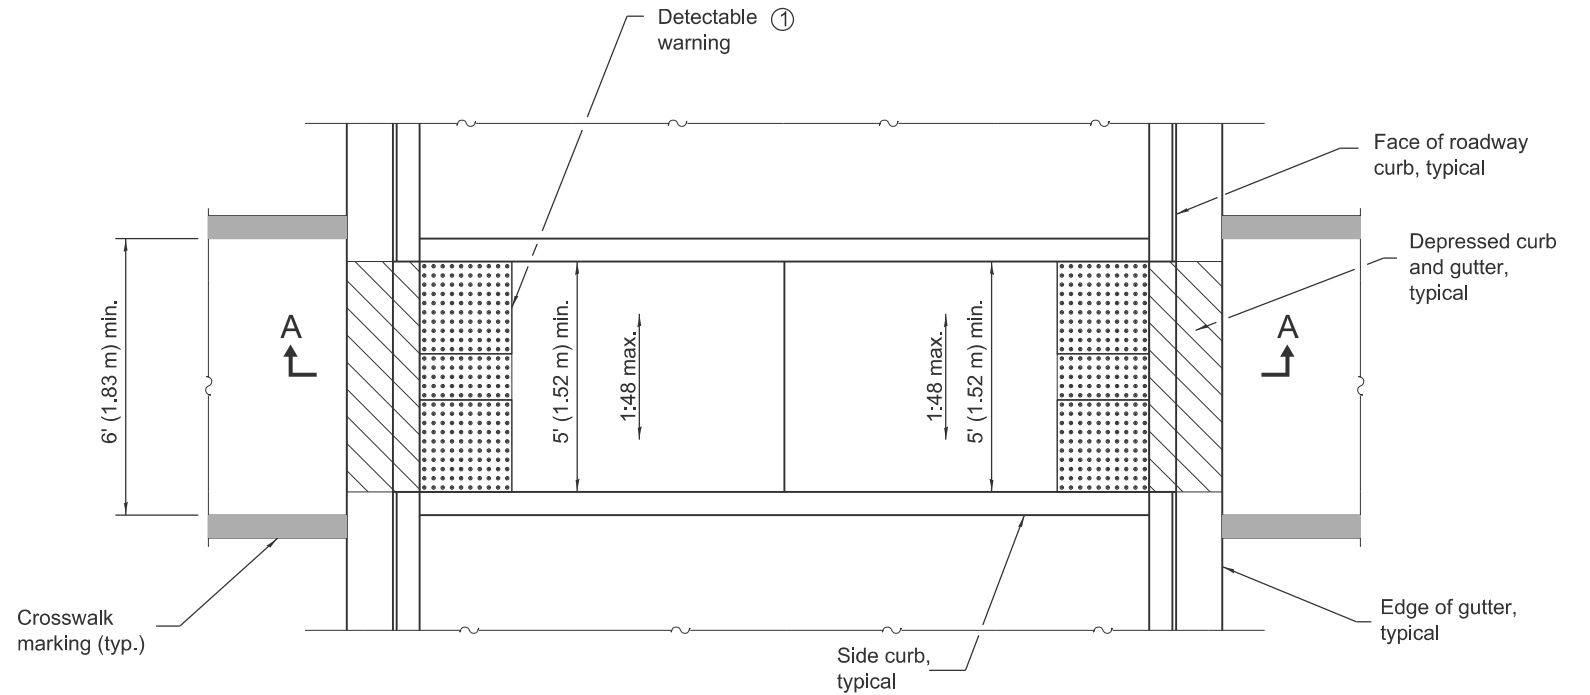 Detectable ①
warning
Face of roadway
curb, typical
Depressed curb
and gutter,
typical
6' (1.83 m) min.
A
5' (1.52 m) min.
1:48 max.
1:48 max.
5' (1.52 m) min.
A
Crosswalk
marking (typ.)
Side curb,
typical
Edge of gutter,
typical